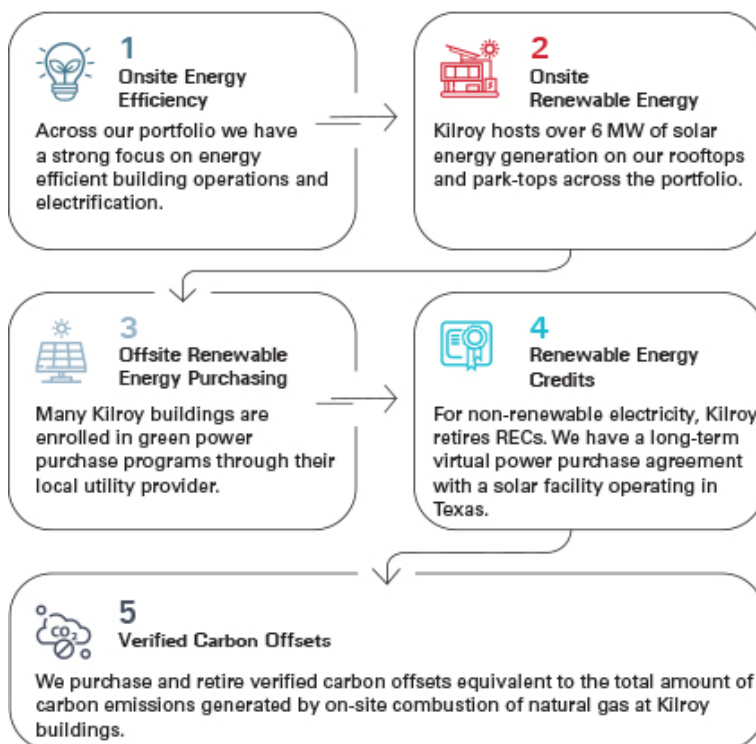 1
Onsite Energy
Efficiency
Across our portfolio we have
a strong focus on energy
efficient building operations and
electrification.
2
Onsite
Renewable Energy
Kilroy hosts over 6 MW of solar
energy generation on our rooftops
and park-tops across the portfolio.
3
Offsite Renewable
Energy Purchasing
Many Kilroy buildings are
enrolled in green power
purchase programs through their
local utility provider.
4
Renewable Energy
Credits
For non-renewable electricity, Kilroy
retires RECs. We have a long-term
virtual power purchase agreement
with a solar facility operating in
Texas.
CO₂
5
Verified Carbon Offsets
We purchase and retire verified carbon offsets equivalent to the total amount of
carbon emissions generated by on-site combustion of natural gas at Kilroy
buildings.